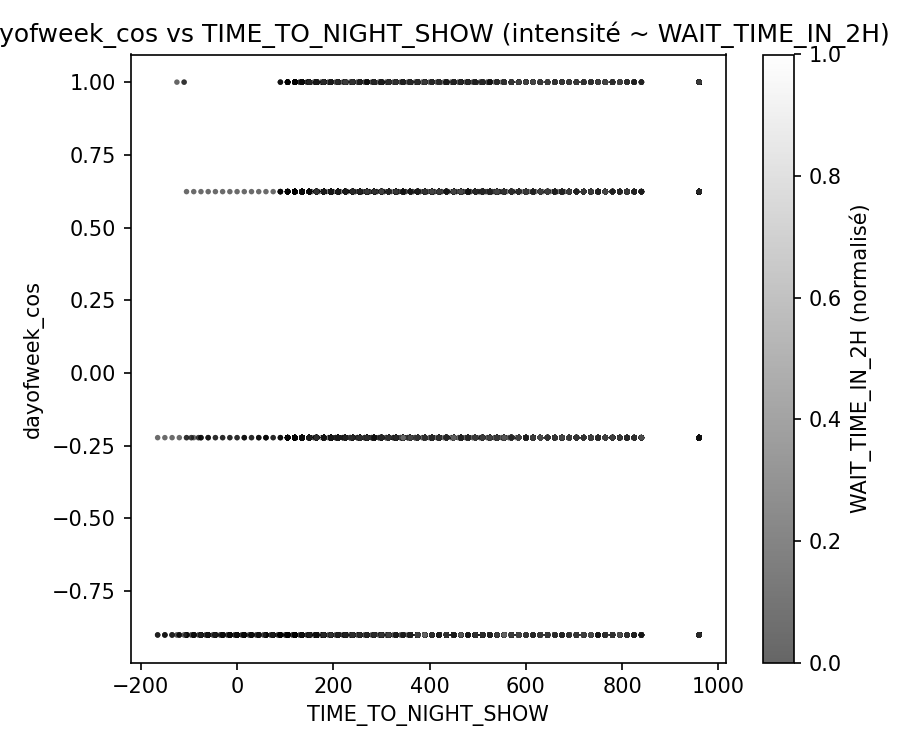 yofweek_cos vs TIME_TO_NIGHT_SHOW (intensité ~ WAIT_TIME_IN_2H)
1.00
0.75
0.50
0.25
0.00
−0.25
−0.50
−0.75
dayofweek_cos
−200 0 200 400 600 800 1000
TIME_TO_NIGHT_SHOW
1.0
0.8
0.6
0.4
0.2
0.0
WAIT_TIME_IN_2H (normalisé)